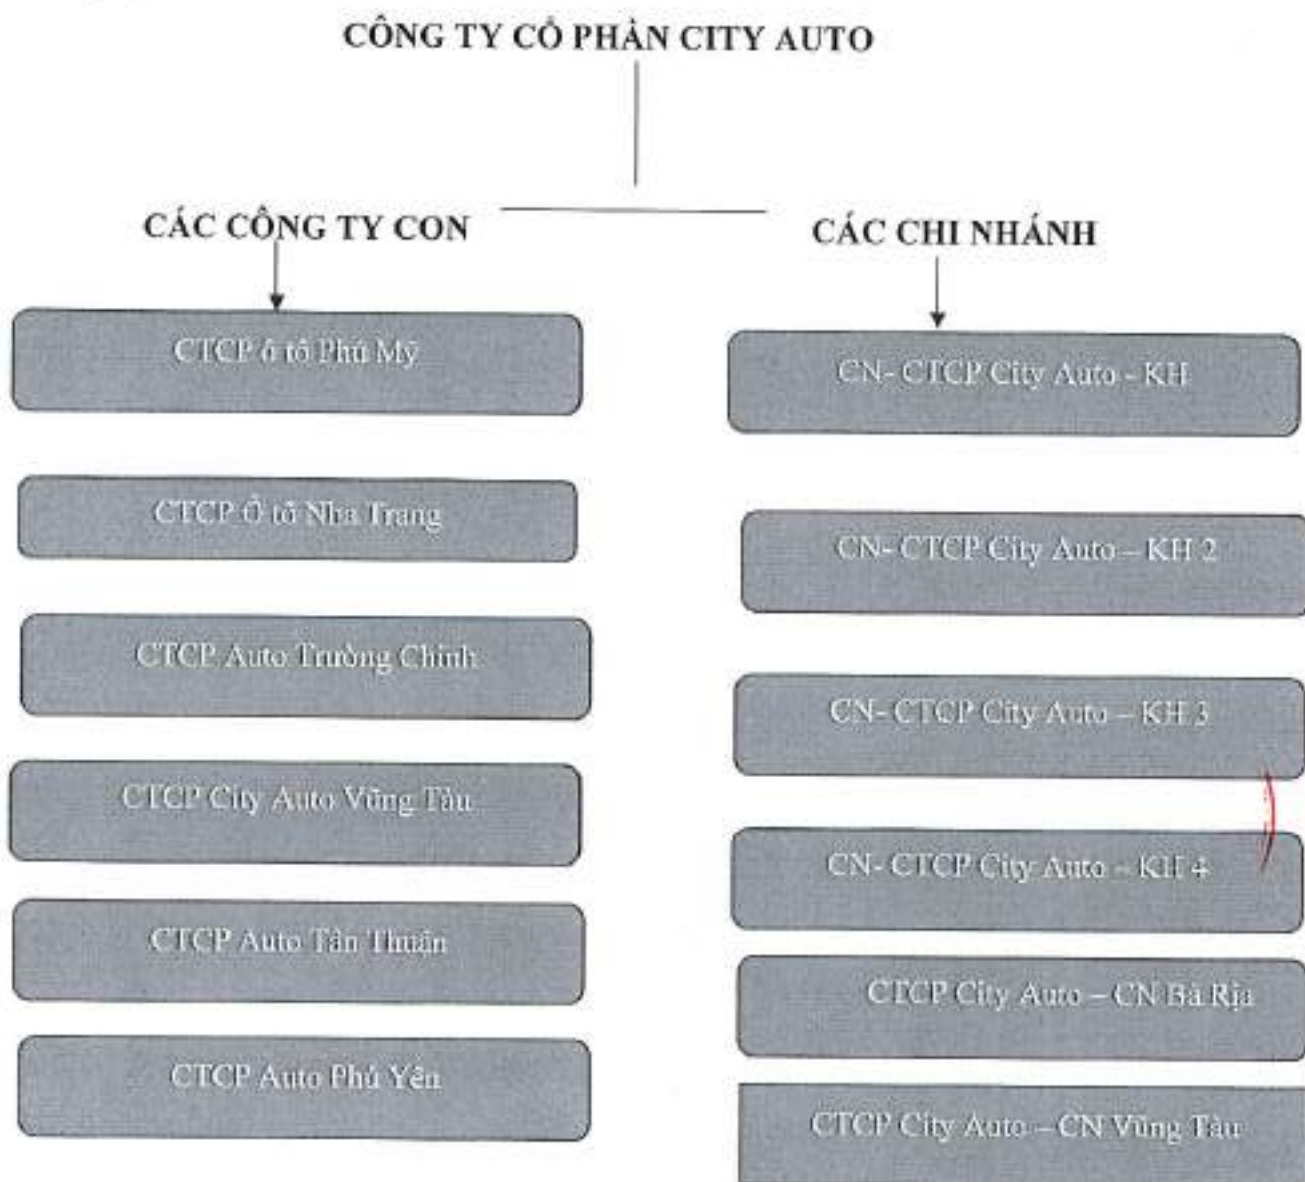 CÔNG TY CỔ PHẦN CITY AUTO
CÁC CÔNG TY CON
CTCP ô tô Phú Mỹ
CTCP Ô tô Nha Trang
CTCP Auto Trường Chinh
CTCP City Auto Vũng Tàu
CTCP Auto Tân Thuận
CTCP Auto Phú Yên
CÁC CHI NHÁNH
CN- CTCP City Auto - KH
CN- CTCP City Auto – KH 2
CN- CTCP City Auto – KH 3
CN- CTCP City Auto – KH 4
CTCP City Auto – CN Bà Rịa
CTCP City Auto – CN Vũng Tàu